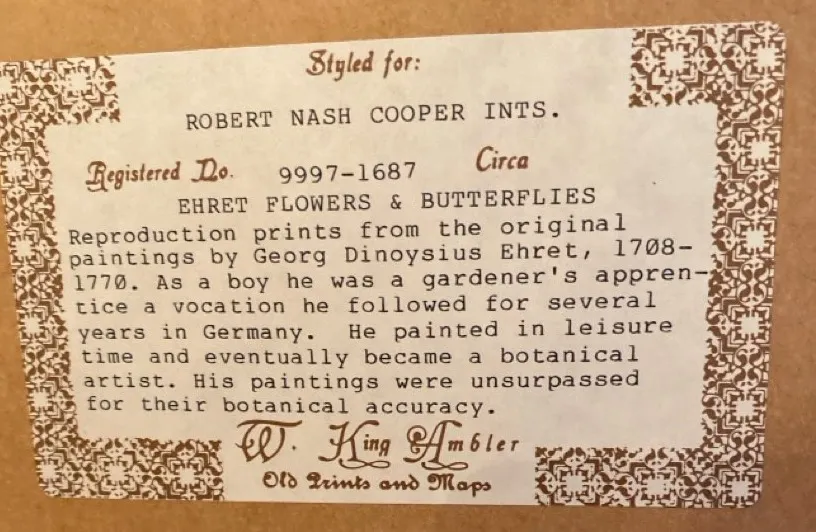 Styled for:
ROBERT NASH COOPER INTS.
Registered No. 9997-1687 Circa
EHRET FLOWERS & BUTTERFLIES
Reproduction prints from the original
paintings by Georg Dinoysius Ehret, 1708-
1770. As a boy he was a gardener's appren-
tice a vocation he followed for several
years in Germany. He painted in leisure
time and eventually became a botanical
artist. His paintings were unsurpassed
for their botanical accuracy.
W. King Ambler
Old Prints and Maps